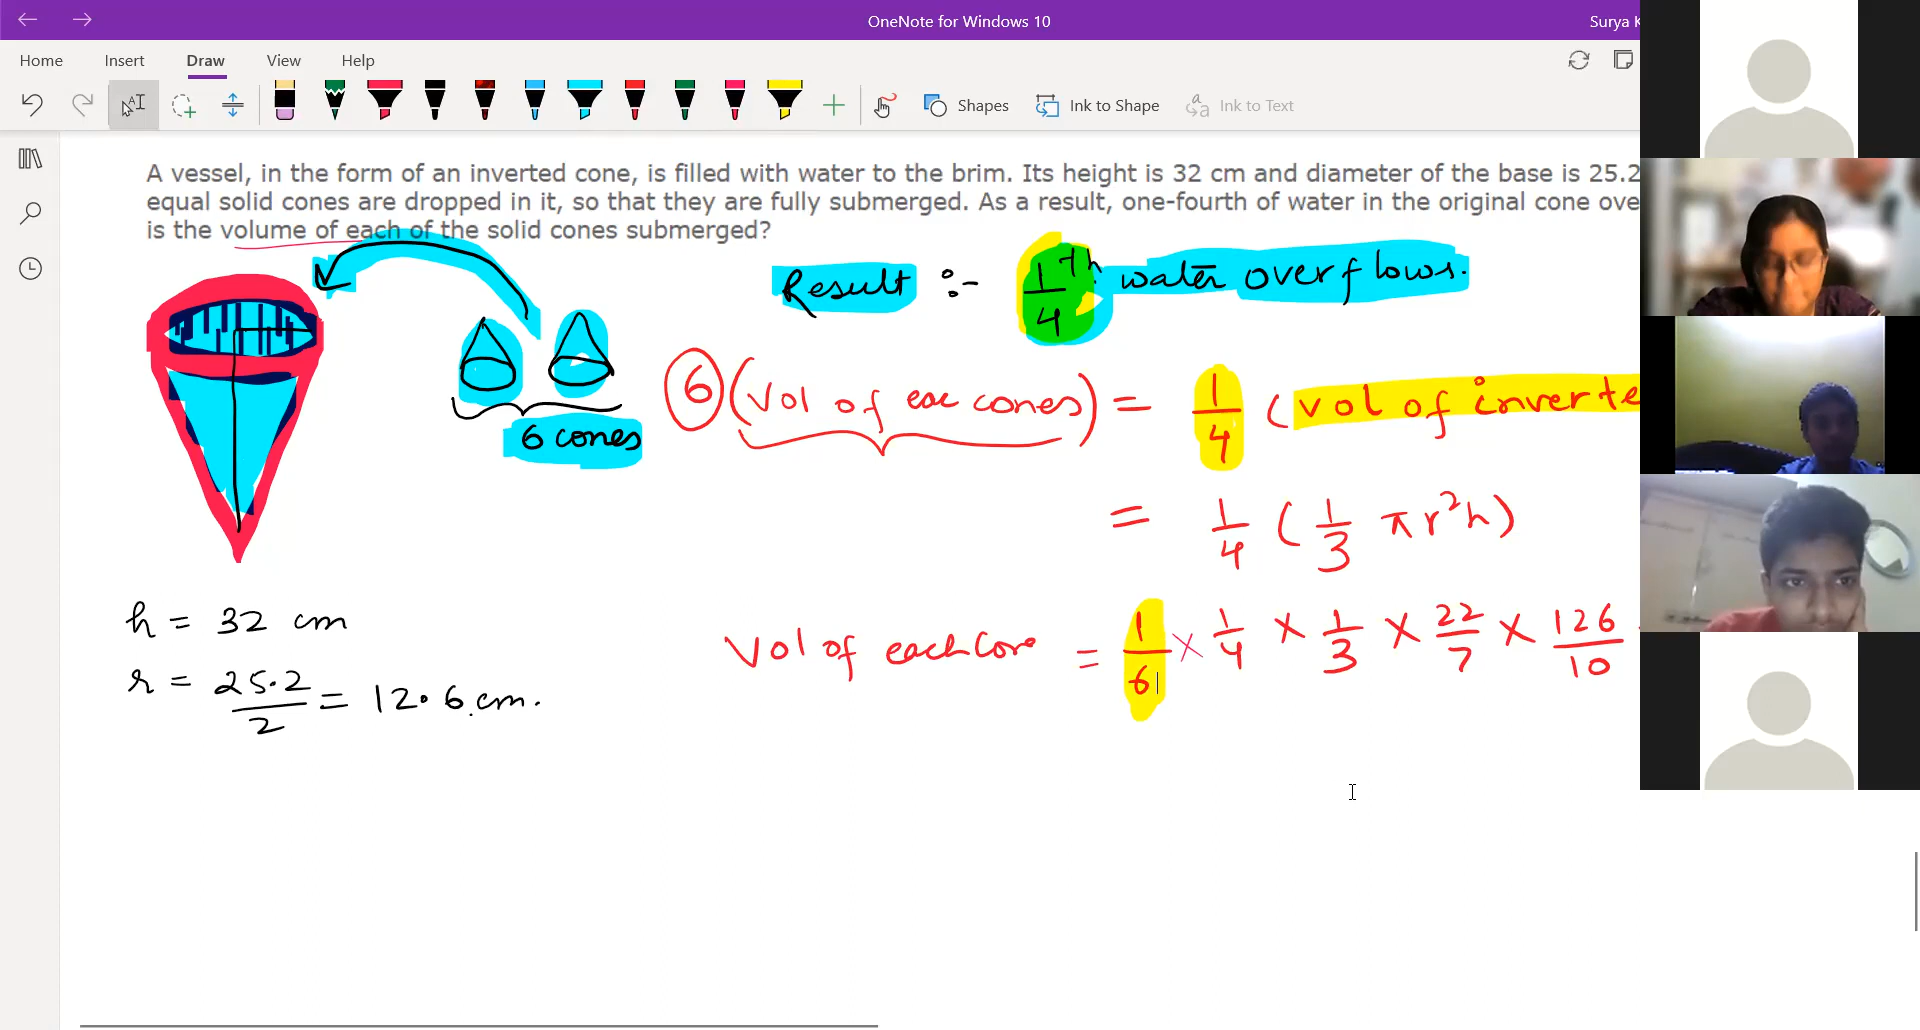 OneNote for Windows 10
Surya K
Home Insert Draw View Help
Shapes Ink to Shape Ink to Text
A vessel, in the form of an inverted cone, is filled with water to the brim. Its height is 32 cm and diameter of the base is 25.2
equal solid cones are dropped in it, so that they are fully submerged. As a result, one-fourth of water in the original cone ove
is the volume of each of the solid cones submerged?
Result :- 1/4 th water overflows.
6 cones
6 (Vol of eac cones) = 1/4 (vol of inverte
= 1/4 (1/3 πr²h)
h = 32 cm
r = 25.2/2 = 12.6 cm.
Vol of each Cone = 1/6 × 1/4 × 1/3 × 22/7 × 126/10